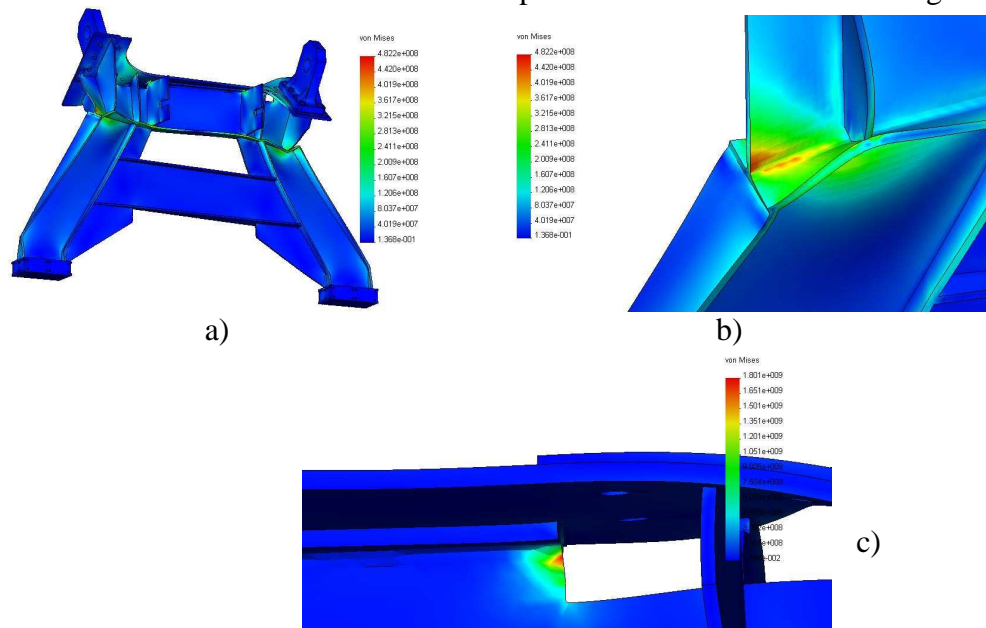 von Mises
4.822e+008
4.420e+008
4.019e+008
3.617e+008
3.215e+008
2.813e+008
2.411e+008
2.009e+008
1.607e+008
1.206e+008
8.037e+007
4.019e+007
1.368e-001
von Mises
4.822e+008
4.420e+008
4.019e+008
3.617e+008
3.215e+008
2.813e+008
2.411e+008
2.009e+008
1.607e+008
1.206e+008
8.037e+007
4.019e+007
1.368e-001
a)
b)
von Mises
1.801e+009
1.651e+009
1.501e+009
1.351e+009
1.201e+009
1.051e+009
c)